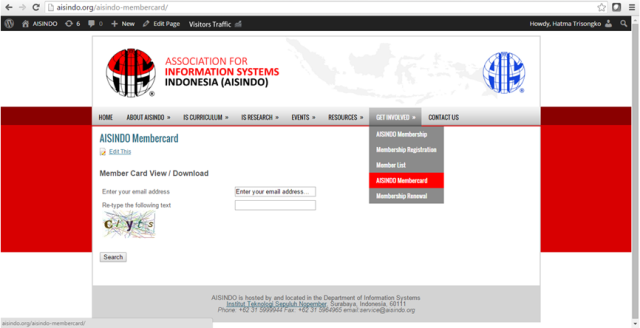 aisindo.org/aisindo-membercard/
AISINDO 6 0 + New Edit Page Visitors Traffic Howdy, Hatma Trisongko
ASSOCIATION FOR
INFORMATION SYSTEMS
INDONESIA (AISINDO)
HOME ABOUT AISINDO » IS CURRICULUM » IS RESEARCH » EVENTS » RESOURCES » GET INVOLVED » CONTACT US
AISINDO Membership
Membership Registration
Member List
AISINDO Membercard
Membership Renewal
AISINDO Membercard
Edit This
Member Card View / Download
Enter your email address Enter your email address...
Re-type the following text
Search
AISINDO is hosted by and located in the Department of Information Systems
Institut Teknologi Sepuluh Nopember, Surabaya, Indonesia, 60111.
Phone: +62 31 5999944 Fax: +62 31 5964965 email:service@aisindo.org
aisindo.org/aisindo-membercard/